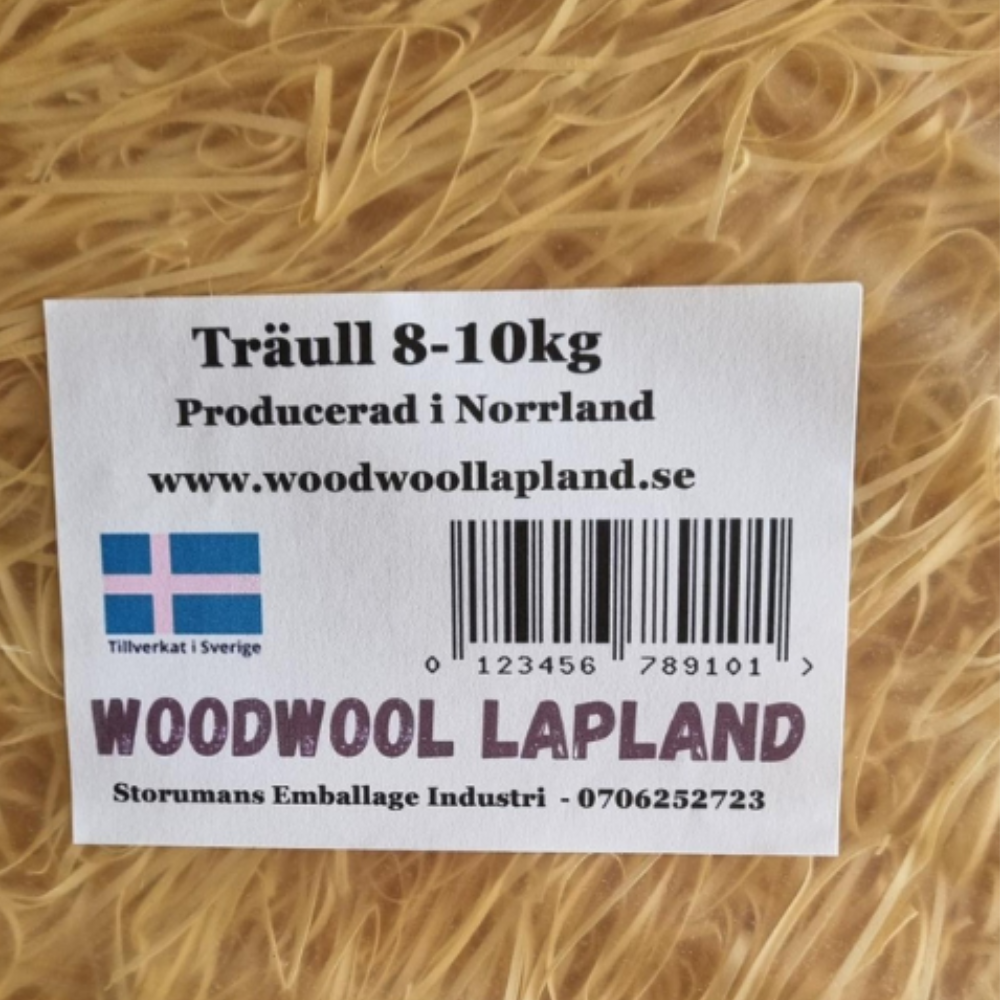 Träull 8-10kg
Producerad i Norrland
www.woodwoollapland.se
Tillverkat i Sverige
0 123456 789101 >
WOODWOOL LAPLAND
Storumans Emballage Industri - 0706252723